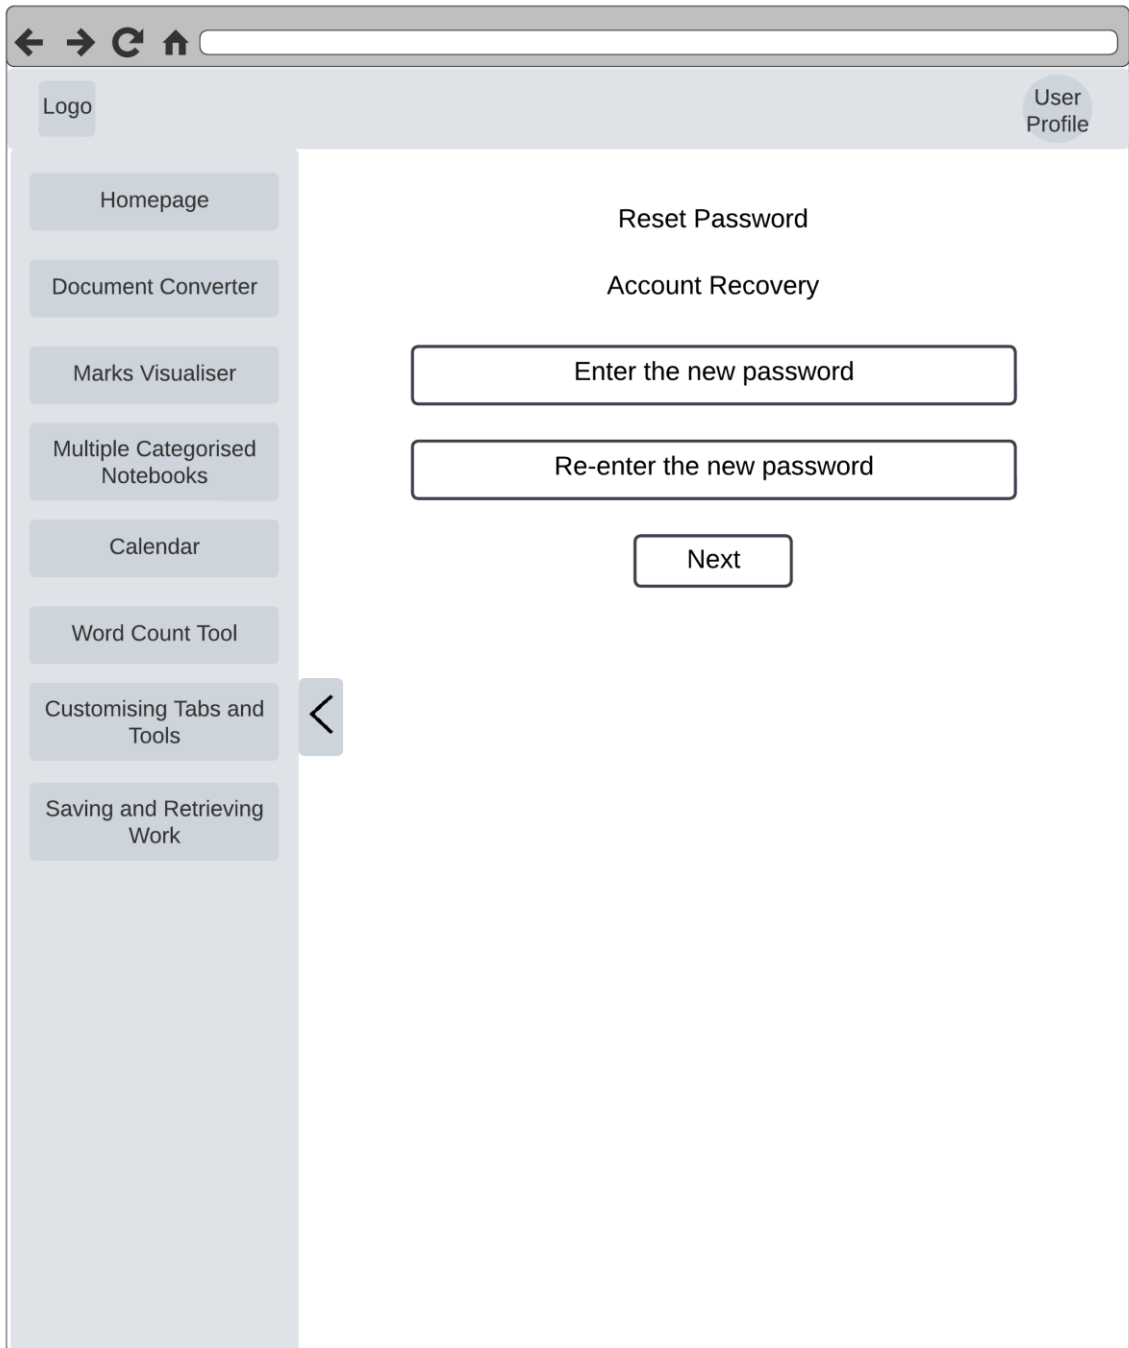 Logo
User
Profile
Homepage
Document Converter
Marks Visualiser
Multiple Categorised
Notebooks
Calendar
Word Count Tool
Customising Tabs and
Tools
Saving and Retrieving
Work
Reset Password
Account Recovery
Enter the new password
Re-enter the new password
Next